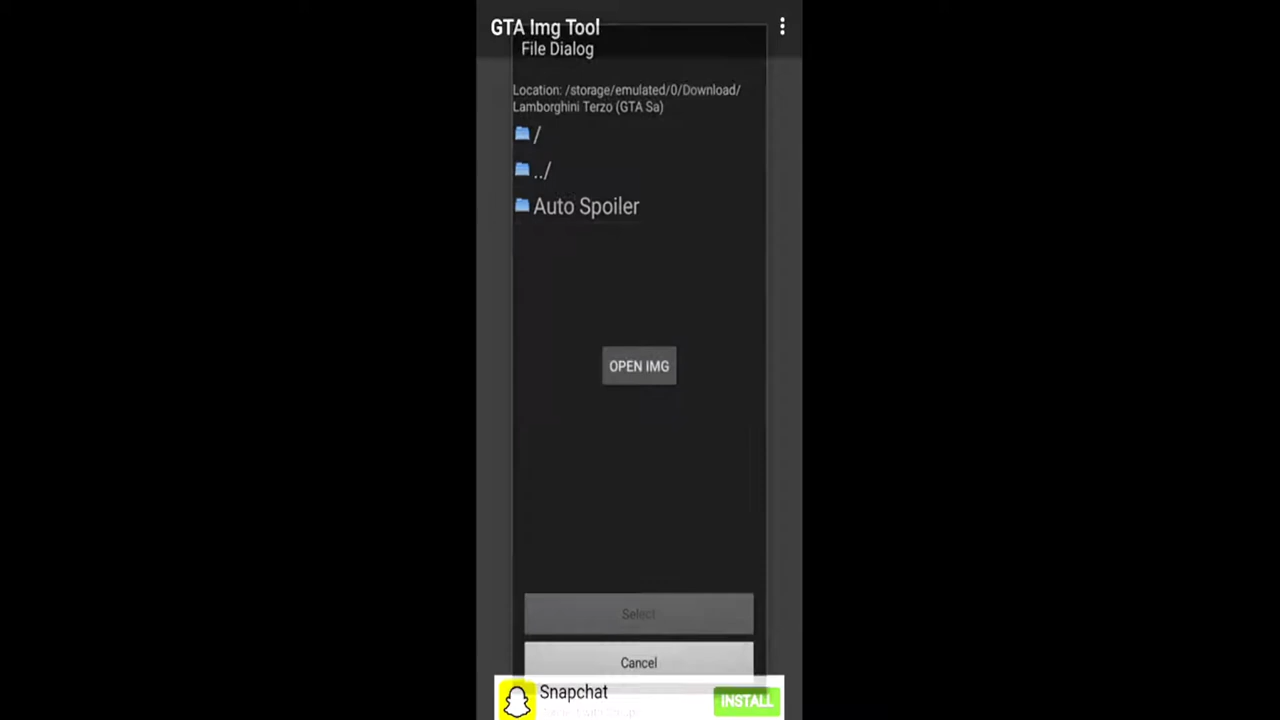 GTA Img Tool
File Dialog
Location: /storage/emulated/0/Download/
Lamborghini Terzo (GTA Sa)
/
../
Auto Spoiler
OPEN IMG
Select
Cancel
Snapchat
INSTALL